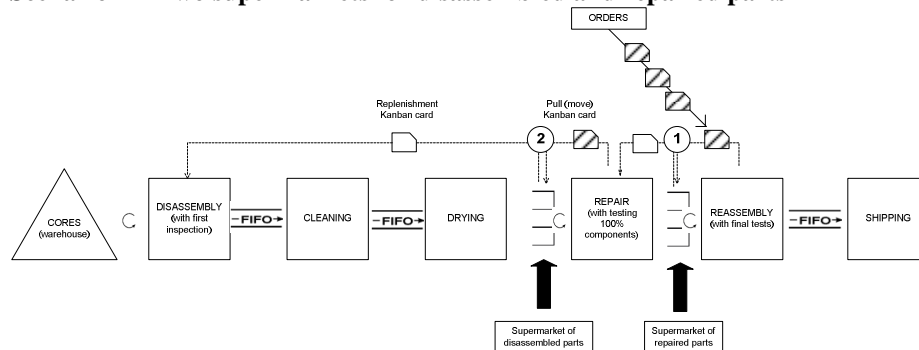 ORDERS
Replenishment
Kanban card
Pull (move)
Kanban card
2
1
CORES
(warehouse)
DISASSEMBLY
(with first
inspection)
FIFO
CLEANING
FIFO
DRYING
REPAIR
(with testing
100%
components)
REASSEMBLY
(with final tests)
FIFO
SHIPPING
Supermarket of
disassembled parts
Supermarket of
repaired parts